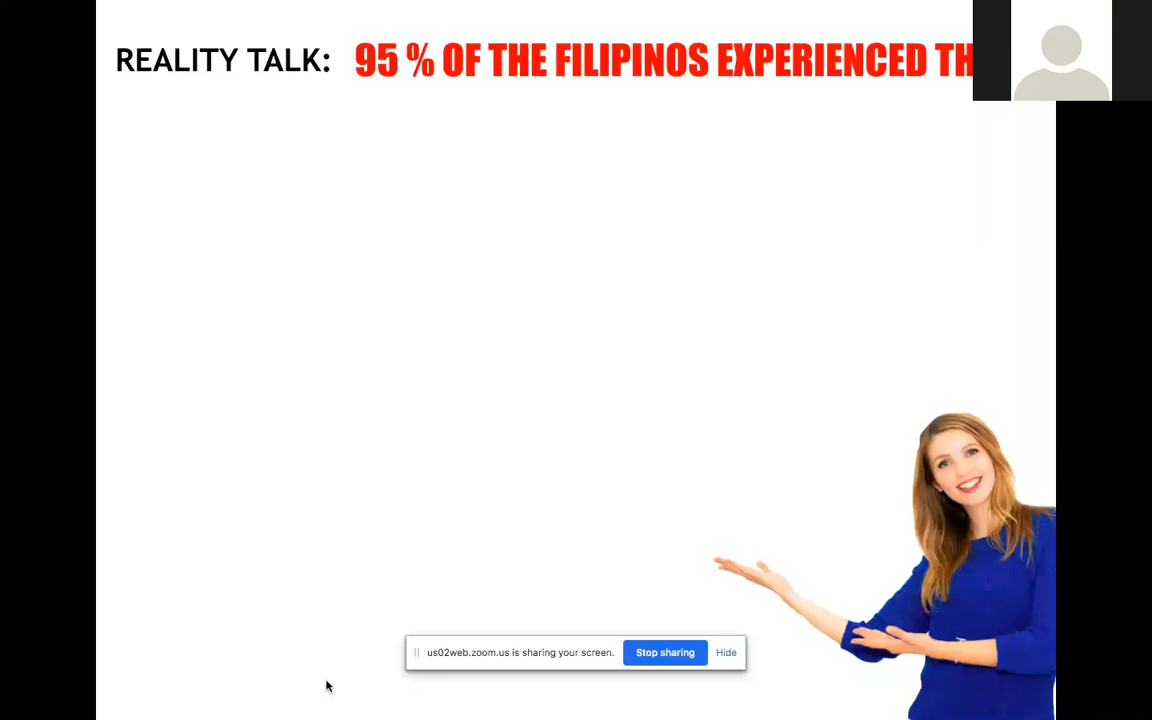 REALITY TALK: 95 % OF THE FILIPINOS EXPERIENCED
us02web.zoom.us is sharing your screen. Stop sharing Hide